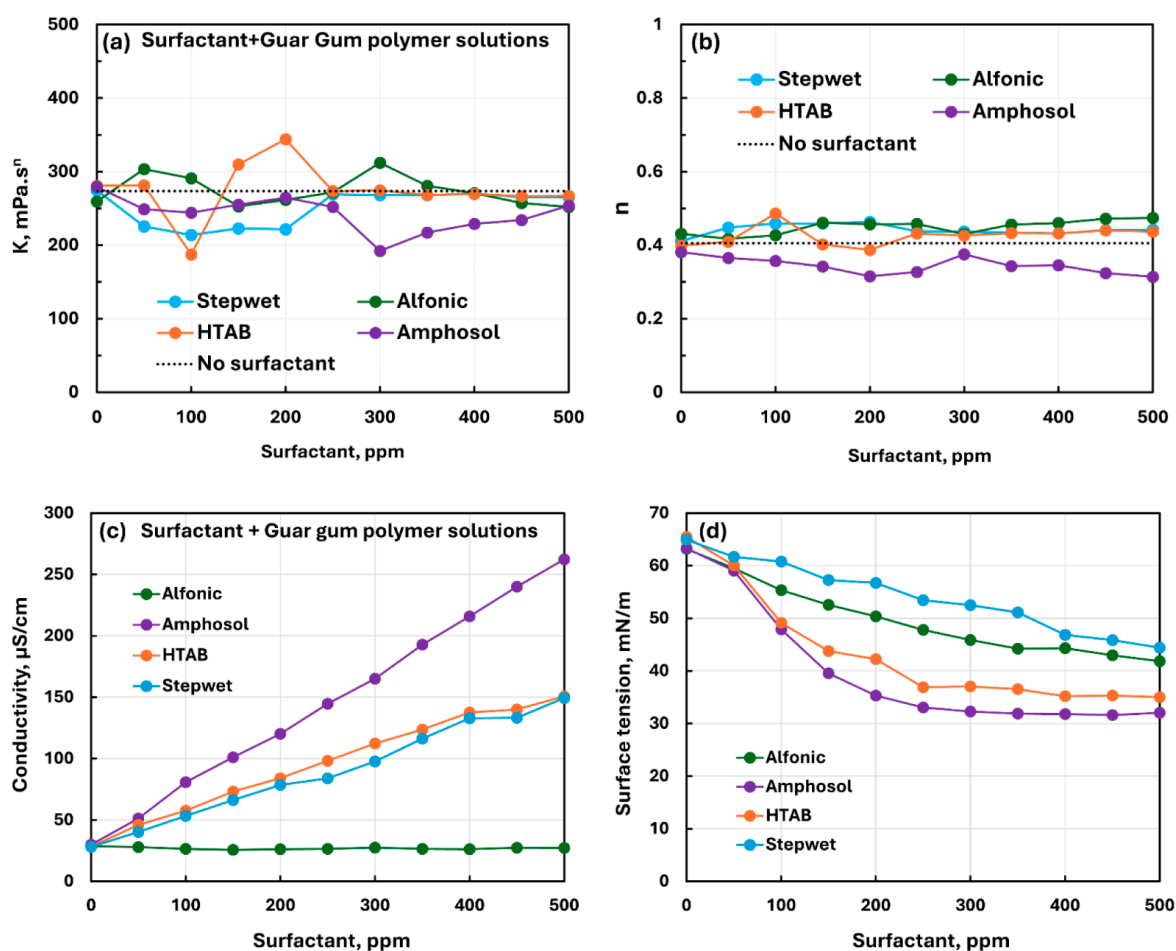 (a) Surfactant+Guar Gum polymer solutions
500
400
300
200
100
0
K, mPa.sⁿ
Stepwet Alfonic
HTAB Amphosol
No surfactant
0 100 200 300 400 500
Surfactant, ppm
(b)
1
0.8
0.6
0.4
0.2
0
n
Stepwet Alfonic
HTAB Amphosol
No surfactant
0 100 200 300 400 500
Surfactant, ppm
(c) Surfactant + Guar gum polymer solutions
300
250
200
150
100
50
0
Conductivity, µS/cm
Alfonic
Amphosol
HTAB
Stepwet
0 100 200 300 400 500
Surfactant, ppm
(d)
70
60
50
40
30
20
10
0
Surface tension, mN/m
Alfonic
Amphosol
HTAB
Stepwet
0 100 200 300 400 500
Surfactant, ppm